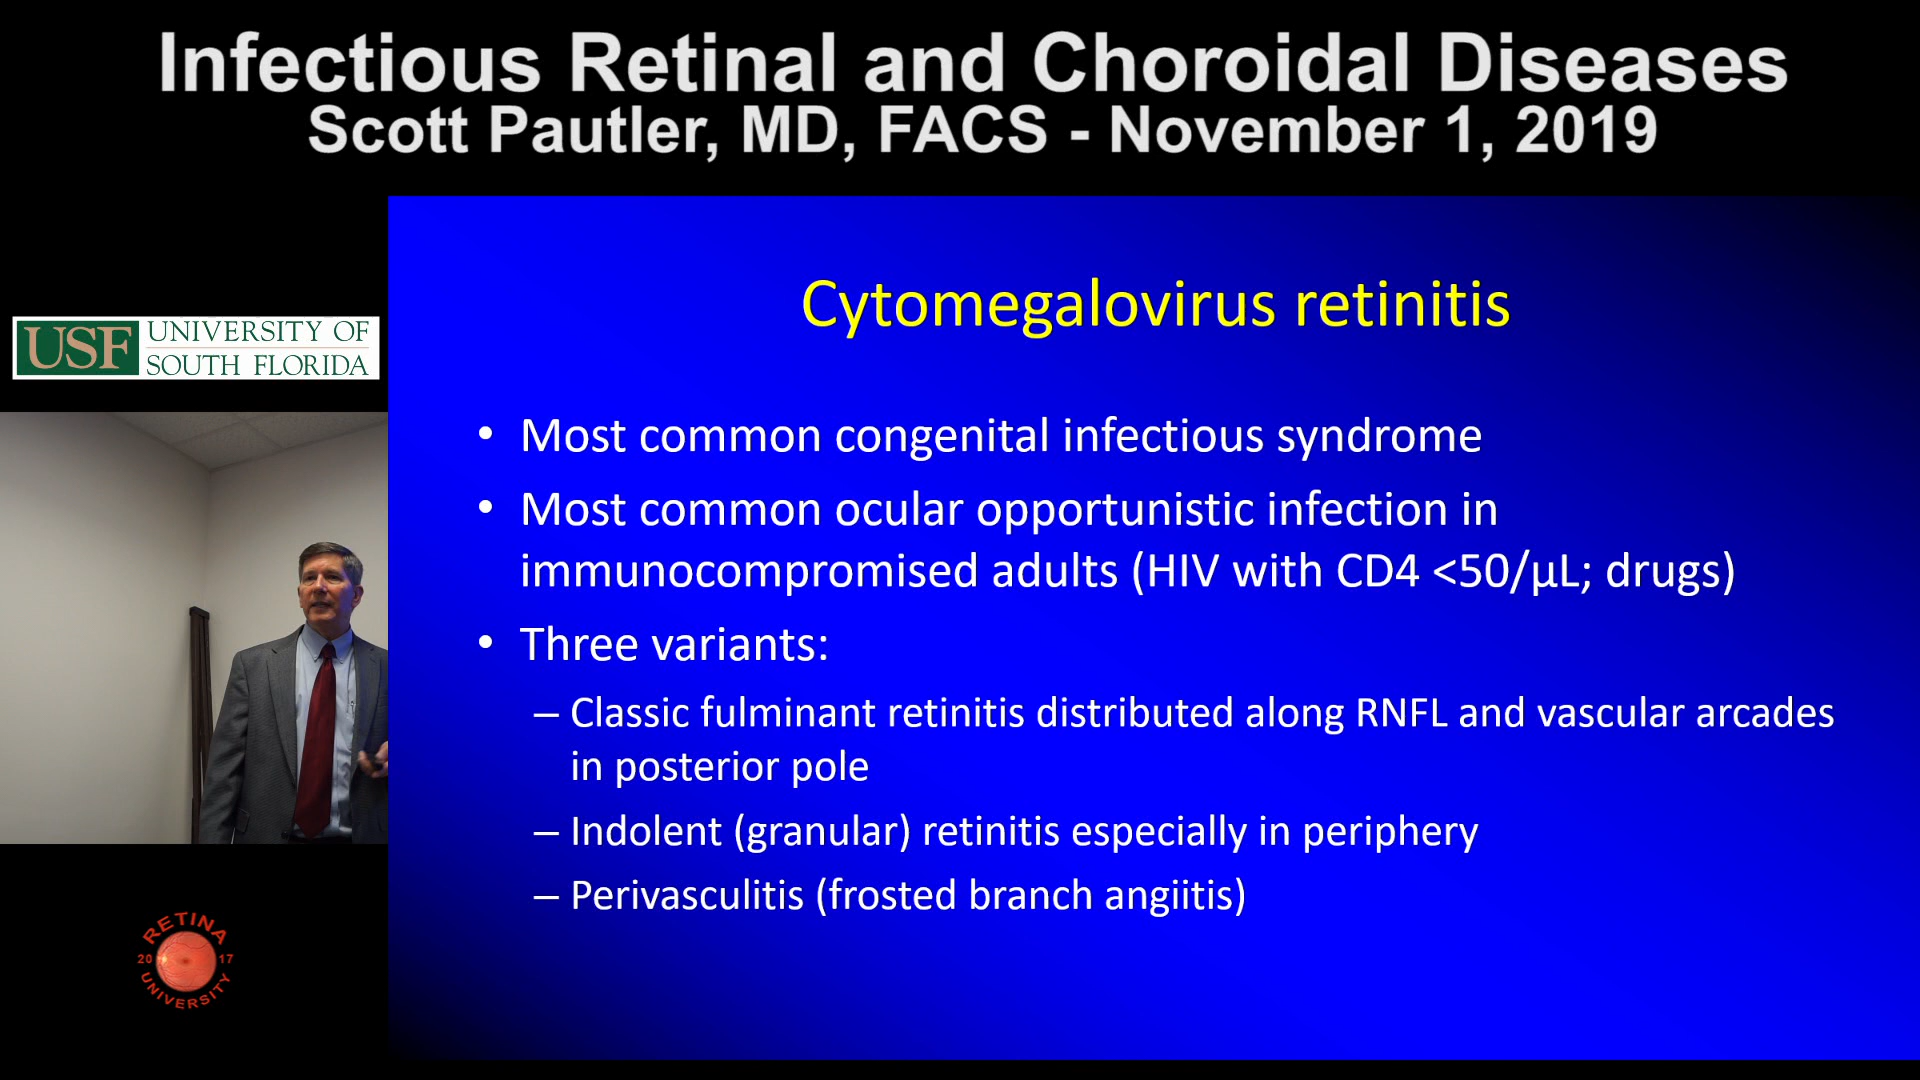 Infectious Retinal and Choroidal Diseases
Scott Pautler, MD, FACS - November 1, 2019
USF UNIVERSITY OF
SOUTH FLORIDA
Cytomegalovirus retinitis
• Most common congenital infectious syndrome
• Most common ocular opportunistic infection in
immunocompromised adults (HIV with CD4 <50/µL; drugs)
• Three variants:
– Classic fulminant retinitis distributed along RNFL and vascular arcades
in posterior pole
– Indolent (granular) retinitis especially in periphery
– Perivasculitis (frosted branch angiitis)
RETINA
20 17
UNIVERSITY